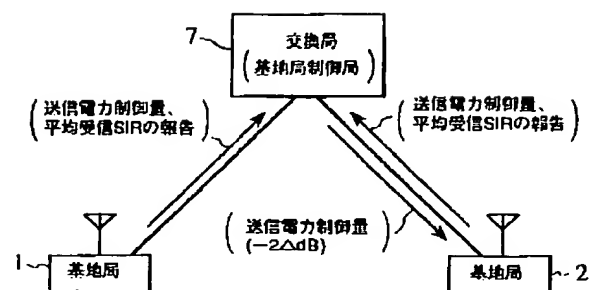 7
交換局
(基地局制御局)
(送信電力制御量、
平均受信SIRの報告)
(送信電力制御量、
平均受信SIRの報告)
(送信電力制御量
(−2△dB))
1
基地局
基地局
2